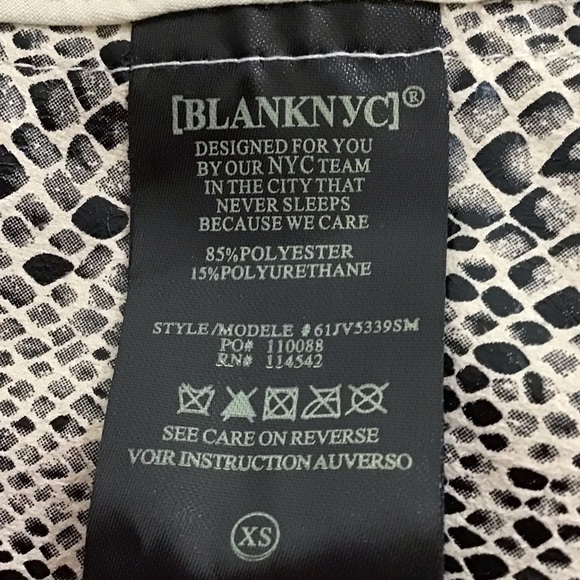 [BLANKNYC]®
DESIGNED FOR YOU
BY OUR NYC TEAM
IN THE CITY THAT
NEVER SLEEPS
BECAUSE WE CARE
85%POLYESTER
15%POLYURETHANE
STYLE/MODELE #61JV5339SM
PO# 110088
RN# 114542
SEE CARE ON REVERSE
VOIR INSTRUCTION AUVERSO
XS